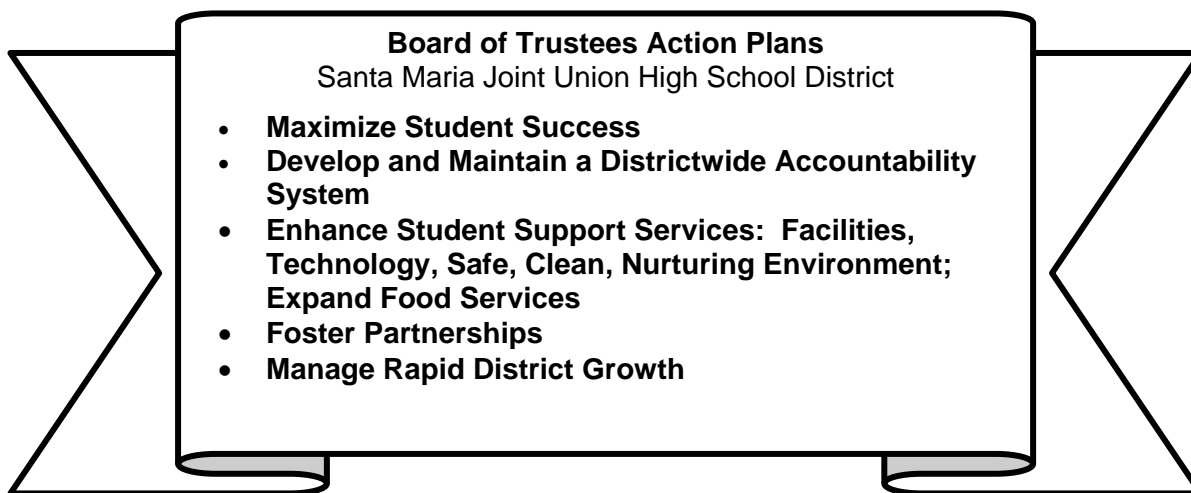 Board of Trustees Action Plans
Santa Maria Joint Union High School District
• Maximize Student Success
• Develop and Maintain a Districtwide Accountability
System
• Enhance Student Support Services:  Facilities,
Technology, Safe, Clean, Nurturing Environment;
Expand Food Services
• Foster Partnerships
• Manage Rapid District Growth